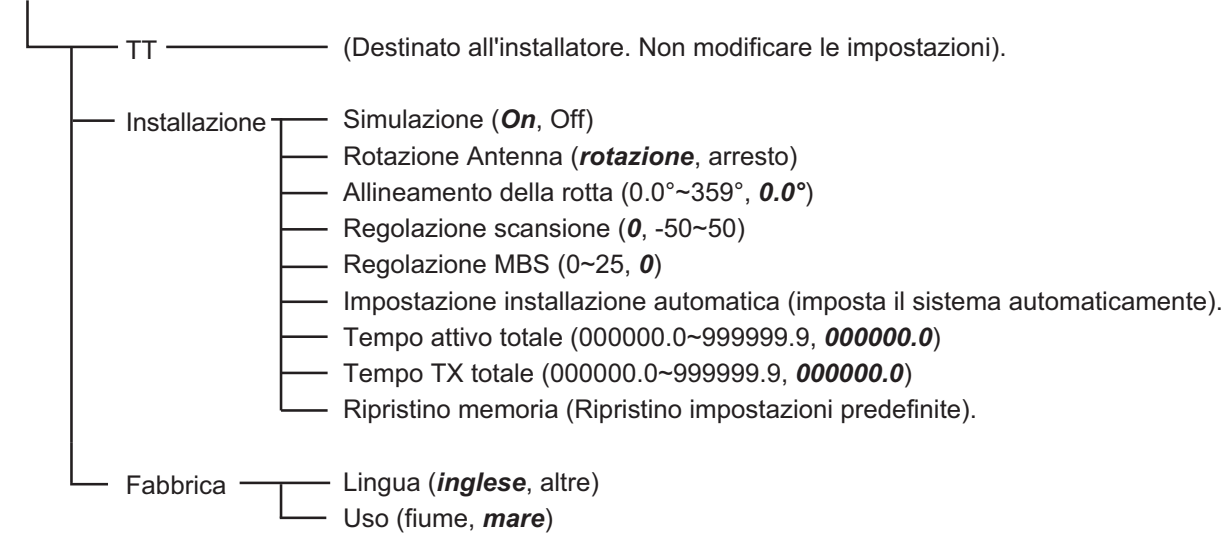 TT (Destinato all'installatore. Non modificare le impostazioni).
Installazione Simulazione (On, Off)
Rotazione Antenna (rotazione, arresto)
Allineamento della rotta (0.0°~359°, 0.0°)
Regolazione scansione (0, -50~50)
Regolazione MBS (0~25, 0)
Impostazione installazione automatica (imposta il sistema automaticamente).
Tempo attivo totale (000000.0~999999.9, 000000.0)
Tempo TX totale (000000.0~999999.9, 000000.0)
Ripristino memoria (Ripristino impostazioni predefinite).
Fabbrica Lingua (inglese, altre)
Uso (fiume, mare)